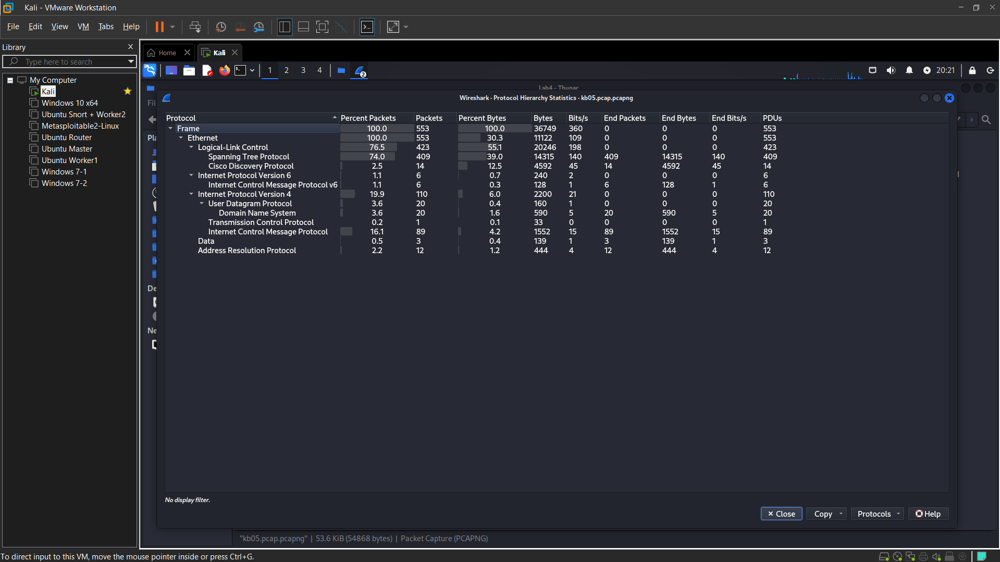 Kali - VMware Workstation
File Edit View VM Tabs Help
Library
Type here to search
My Computer
Kali
Windows 10 x64
Ubuntu Snort + Worker2
Metasploitable2-Linux
Ubuntu Router
Ubuntu Master
Ubuntu Worker1
Windows 7-1
Windows 7-2
Home Kali
1 2 3 4 2 20:21
Lab4 - Thunar
Fil
Wireshark · Protocol Hierarchy Statistics · kb05.pcap.pcapng
Pla
De
Ne
Protocol Percent Packets Packets Percent Bytes Bytes Bits/s End Packets End Bytes End Bits/s PDUs
Frame 100.0 553 100.0 36749 360 0 0 0 553
Ethernet 100.0 553 30.3 11122 109 0 0 0 553
Logical-Link Control 76.5 423 55.1 20246 198 0 0 0 423
Spanning Tree Protocol 74.0 409 39.0 14315 140 409 14315 140 409
Cisco Discovery Protocol 2.5 14 12.5 4592 45 14 4592 45 14
Internet Protocol Version 6 1.1 6 0.7 240 2 0 0 0 6
Internet Control Message Protocol v6 1.1 6 0.3 128 1 6 128 1 6
Internet Protocol Version 4 19.9 110 6.0 2200 21 0 0 0 110
User Datagram Protocol 3.6 20 0.4 160 1 0 0 0 20
Domain Name System 3.6 20 1.6 590 5 20 590 5 20
Transmission Control Protocol 0.2 1 0.1 33 0 0 0 0 1
Internet Control Message Protocol 16.1 89 4.2 1552 15 89 1552 15 89
Data 0.5 3 0.4 139 1 3 139 1 3
Address Resolution Protocol 2.2 12 1.2 444 4 12 444 4 12
No display filter.
Close Copy Protocols Help
"kb05.pcap.pcapng" | 53.6 KiB (54868 bytes) | Packet Capture (PCAPNG)
To direct input to this VM, move the mouse pointer inside or press Ctrl+G.